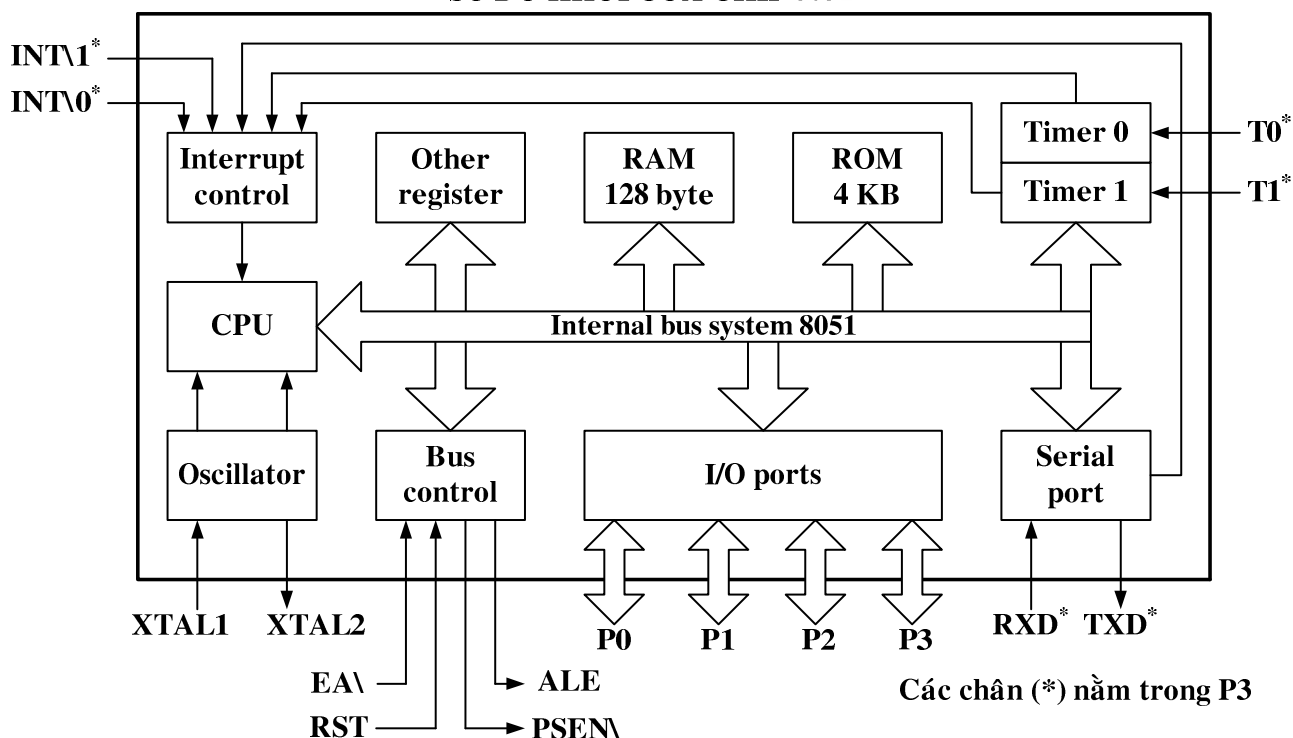 INT\1*
INT\0*
Interrupt
control
Other
register
RAM
128 byte
ROM
4 KB
Timer 0
Timer 1
T0*
T1*
CPU
Internal bus system 8051
Oscillator
Bus
control
I/O ports
Serial
port
XTAL1
XTAL2
P0
P1
P2
P3
RXD*
TXD*
EA\
ALE
RST
PSEN\
Các chân (*) nằm trong P3